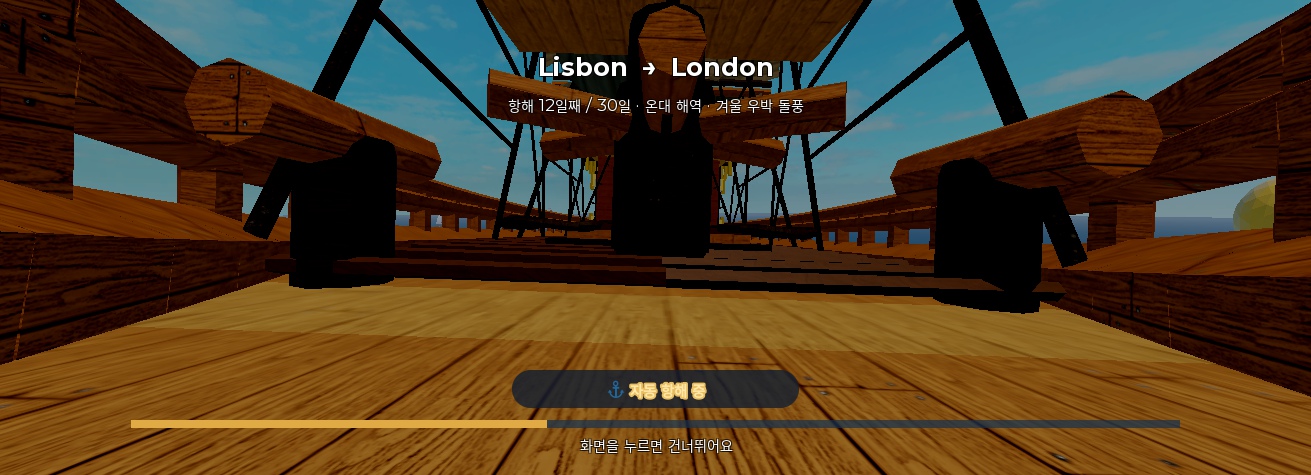 Lisbon → London
항해 12일째 / 30일 · 온대 해역 · 겨울 우박 돌풍
⚓ 자동 항해 중
화면을 누르면 건너뛰어요